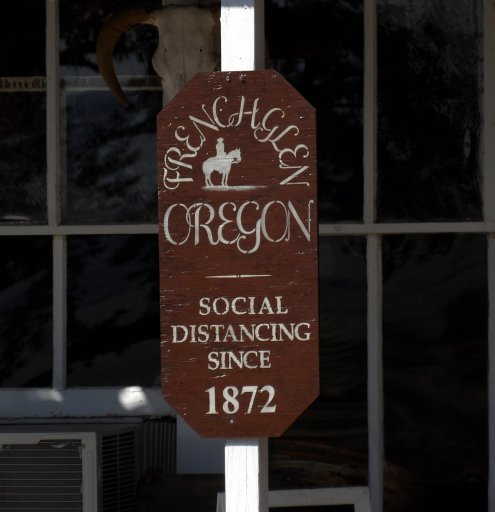 FRENCHGLEN
OREGON
SOCIAL
DISTANCING
SINCE
1872